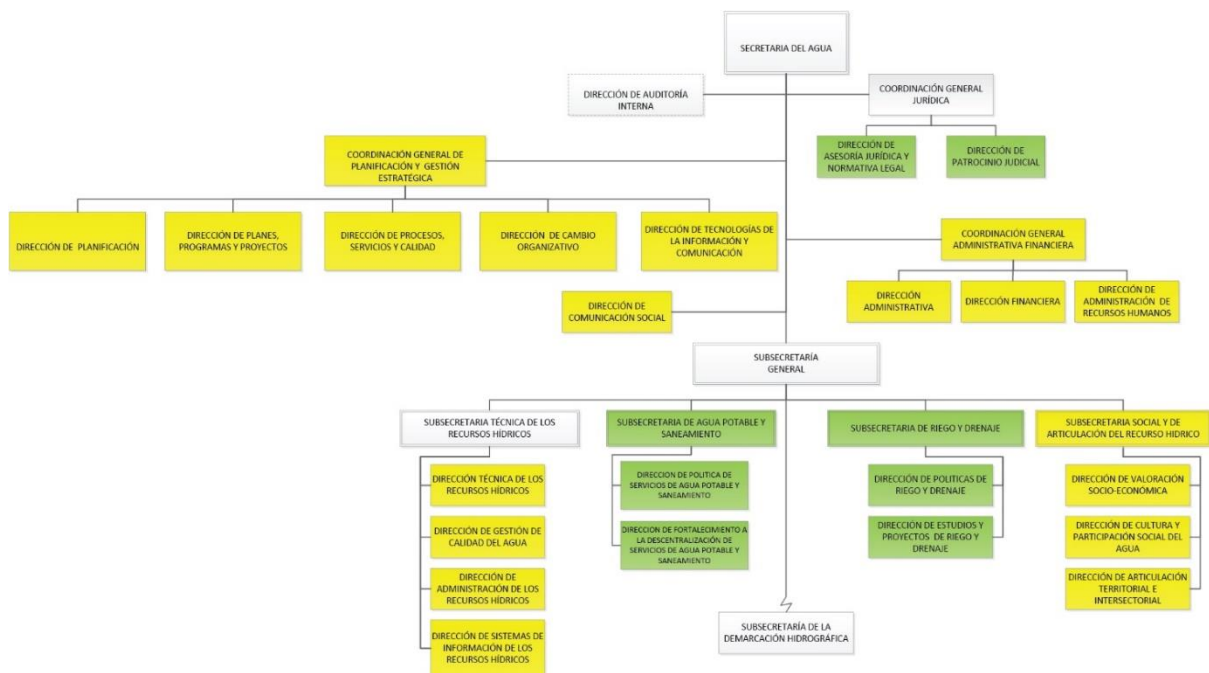 SECRETARIA DEL AGUA
DIRECCIÓN DE AUDITORÍA
INTERNA
COORDINACIÓN GENERAL
JURÍDICA
DIRECCIÓN DE
ASESORÍA JURÍDICA Y
NORMATIVA LEGAL
DIRECCIÓN DE
PATROCINIO JUDICIAL
COORDINACIÓN GENERAL DE
PLANIFICACIÓN Y GESTIÓN
ESTRATÉGICA
DIRECCIÓN DE PLANIFICACIÓN
DIRECCIÓN DE PLANES,
PROGRAMAS Y PROYECTOS
DIRECCIÓN DE PROCESOS,
SERVICIOS Y CALIDAD
DIRECCIÓN DE CAMBIO
ORGANIZATIVO
DIRECCIÓN DE TECNOLOGÍAS DE
LA INFORMACIÓN Y
COMUNICACIÓN
COORDINACIÓN GENERAL
ADMINISTRATIVA FINANCIERA
DIRECCIÓN
ADMINISTRATIVA
DIRECCIÓN FINANCIERA
DIRECCIÓN DE
ADMINISTRACIÓN DE
RECURSOS HUMANOS
DIRECCIÓN DE
COMUNICACIÓN SOCIAL
SUBSECRETARÍA
GENERAL
SUBSECRETARIA TÉCNICA DE LOS
RECURSOS HÍDRICOS
DIRECCIÓN TÉCNICA DE LOS
RECURSOS HÍDRICOS
DIRECCIÓN DE GESTIÓN DE
CALIDAD DEL AGUA
DIRECCIÓN DE
ADMINISTRACIÓN DE LOS
RECURSOS HÍDRICOS
DIRECCIÓN DE SISTEMAS DE
INFORMACIÓN DE LOS
RECURSOS HÍDRICOS
SUBSECRETARIA DE AGUA POTABLE Y
SANEAMIENTO
DIRECCION DE POLITICA DE
SERVICIOS DE AGUA POTABLE Y
SANEAMIENTO
DIRECCION DE FORTALECIMIENTO A
LA DESCENTRALIZACIÓN DE
SERVICIOS DE AGUA POTABLE Y
SANEAMIENTO
SUBSECRETARIA DE RIEGO Y DRENAJE
DIRECCIÓN DE POLITICAS DE
RIEGO Y DRENAJE
DIRECCIÓN DE ESTUDIOS Y
PROYECTOS DE RIEGO Y
DRENAJE
SUBSECRETARIA SOCIAL Y DE
ARTICULACIÓN DEL RECURSO HIDRICO
DIRECCIÓN DE VALORACIÓN
SOCIO-ECONÓMICA
DIRECCIÓN DE CULTURA Y
PARTICIPACIÓN SOCIAL DEL
AGUA
DIRECCIÓN DE ARTICULACIÓN
TERRITORIAL E
INTERSECTORIAL
SUBSECRETARÍA DE LA
DEMARCACIÓN HIDROGRÁFICA